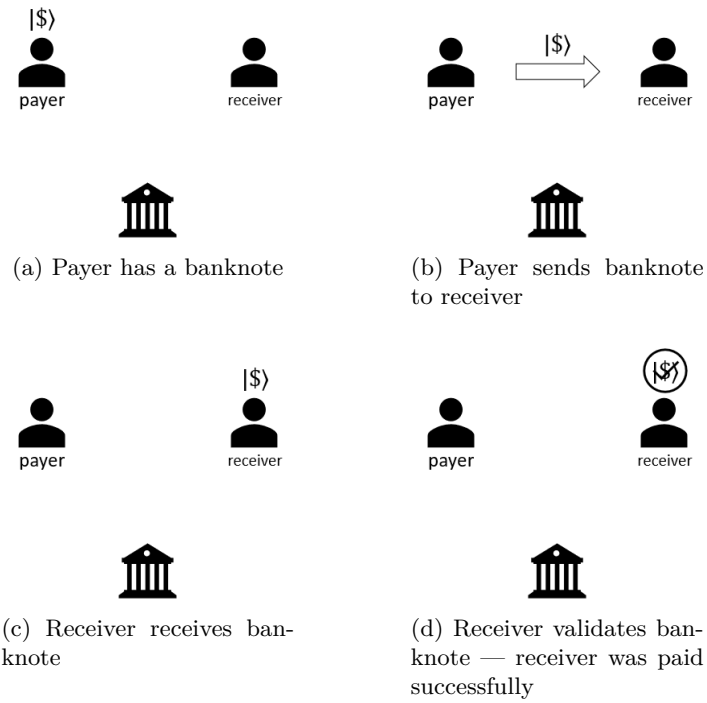 |$⟩
payer
receiver
(a) Payer has a banknote
|$⟩
payer
receiver
(b) Payer sends banknote
to receiver
|$⟩
payer
receiver
(c) Receiver receives ban-
knote
|$⟩
payer
receiver
(d) Receiver validates ban-
knote — receiver was paid
successfully